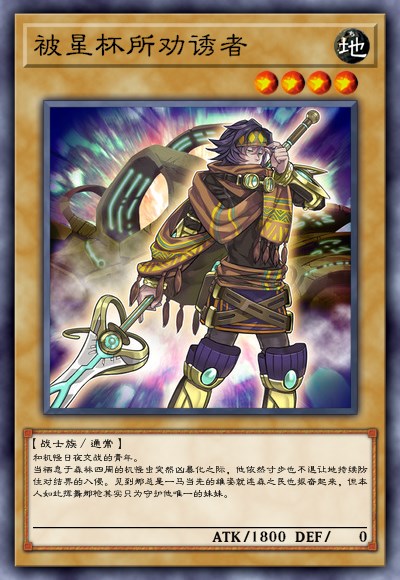 被星杯所劝诱者
地
【战士族／通常】
和机怪日夜交战的青年。
当栖息于森林四周的机怪虫突然凶暴化之际，他依然寸步也不退让地持续防
住对结界的入侵。见到那总是一马当先的雄姿就连森之民也振奋起来，但本
人如此挥舞那枪其实只为守护他唯一的妹妹。
ATK/1800 DEF/ 0